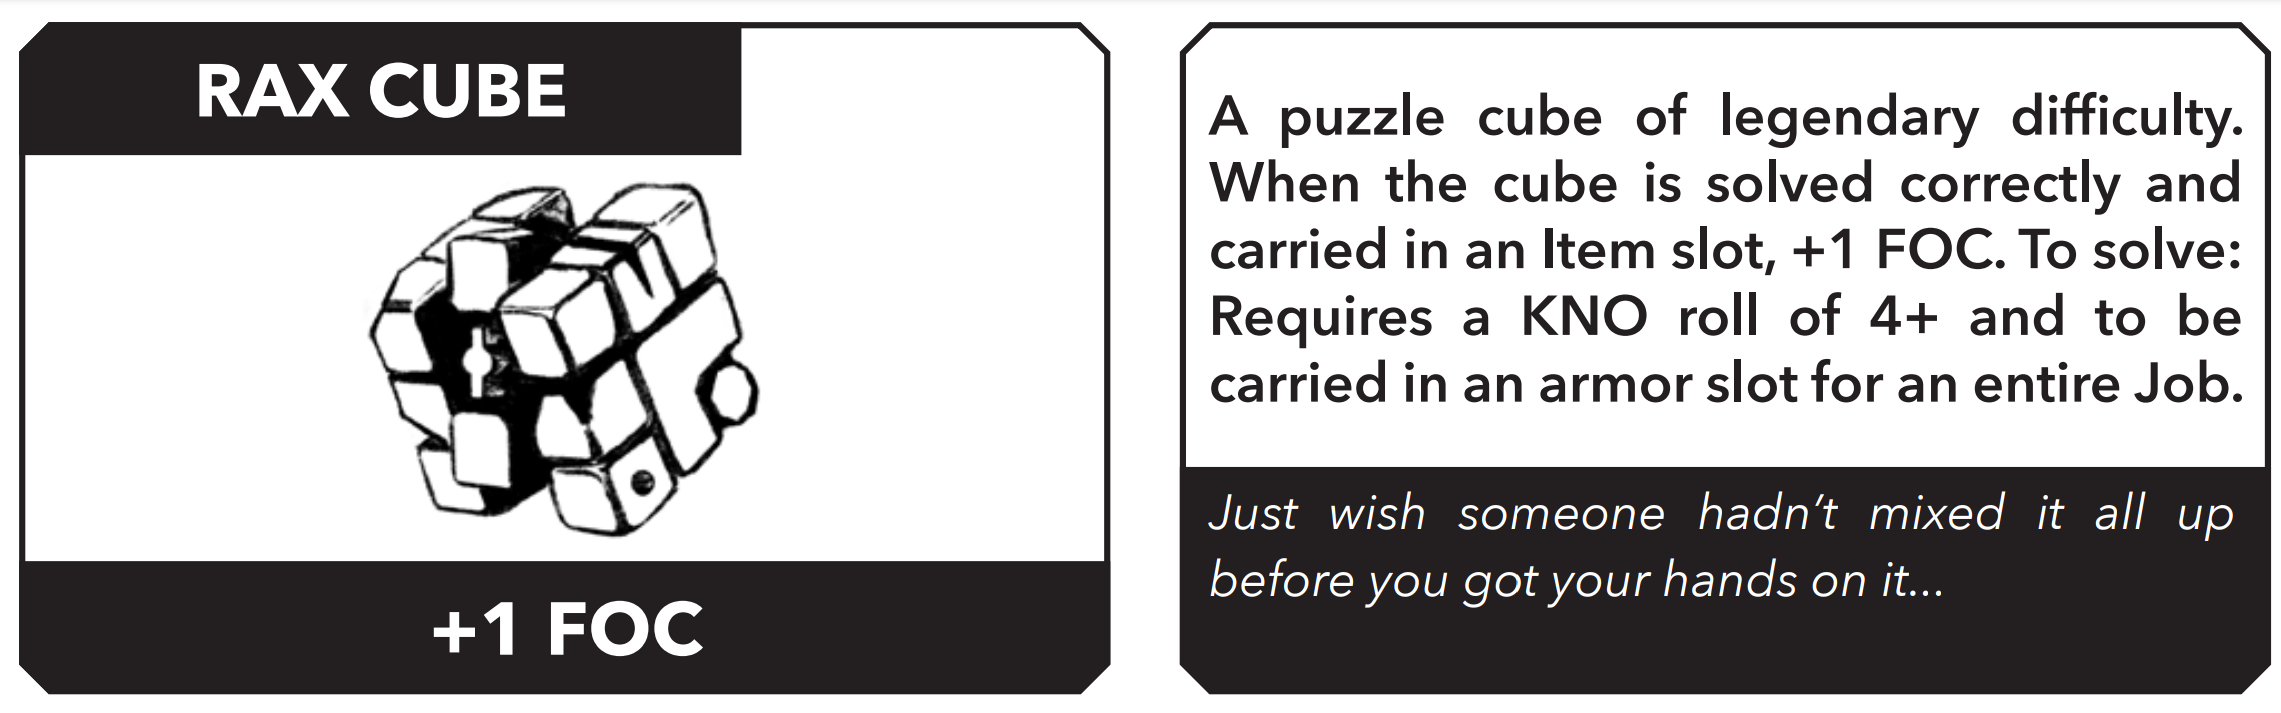 RAX CUBE
+1 FOC
A puzzle cube of legendary difficulty.
When the cube is solved correctly and
carried in an Item slot, +1 FOC. To solve:
Requires a KNO roll of 4+ and to be
carried in an armor slot for an entire Job.
Just wish someone hadn't mixed it all up
before you got your hands on it...